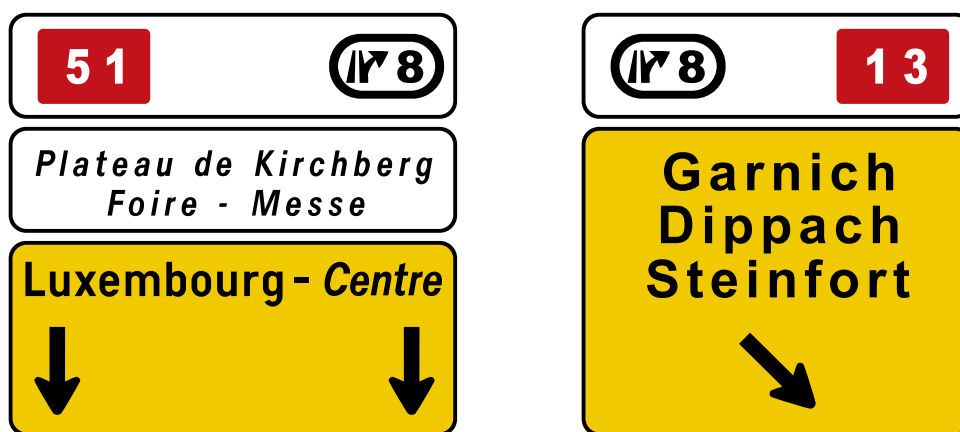 51 8
Plateau de Kirchberg
Foire - Messe
Luxembourg - Centre
8 13
Garnich
Dippach
Steinfort